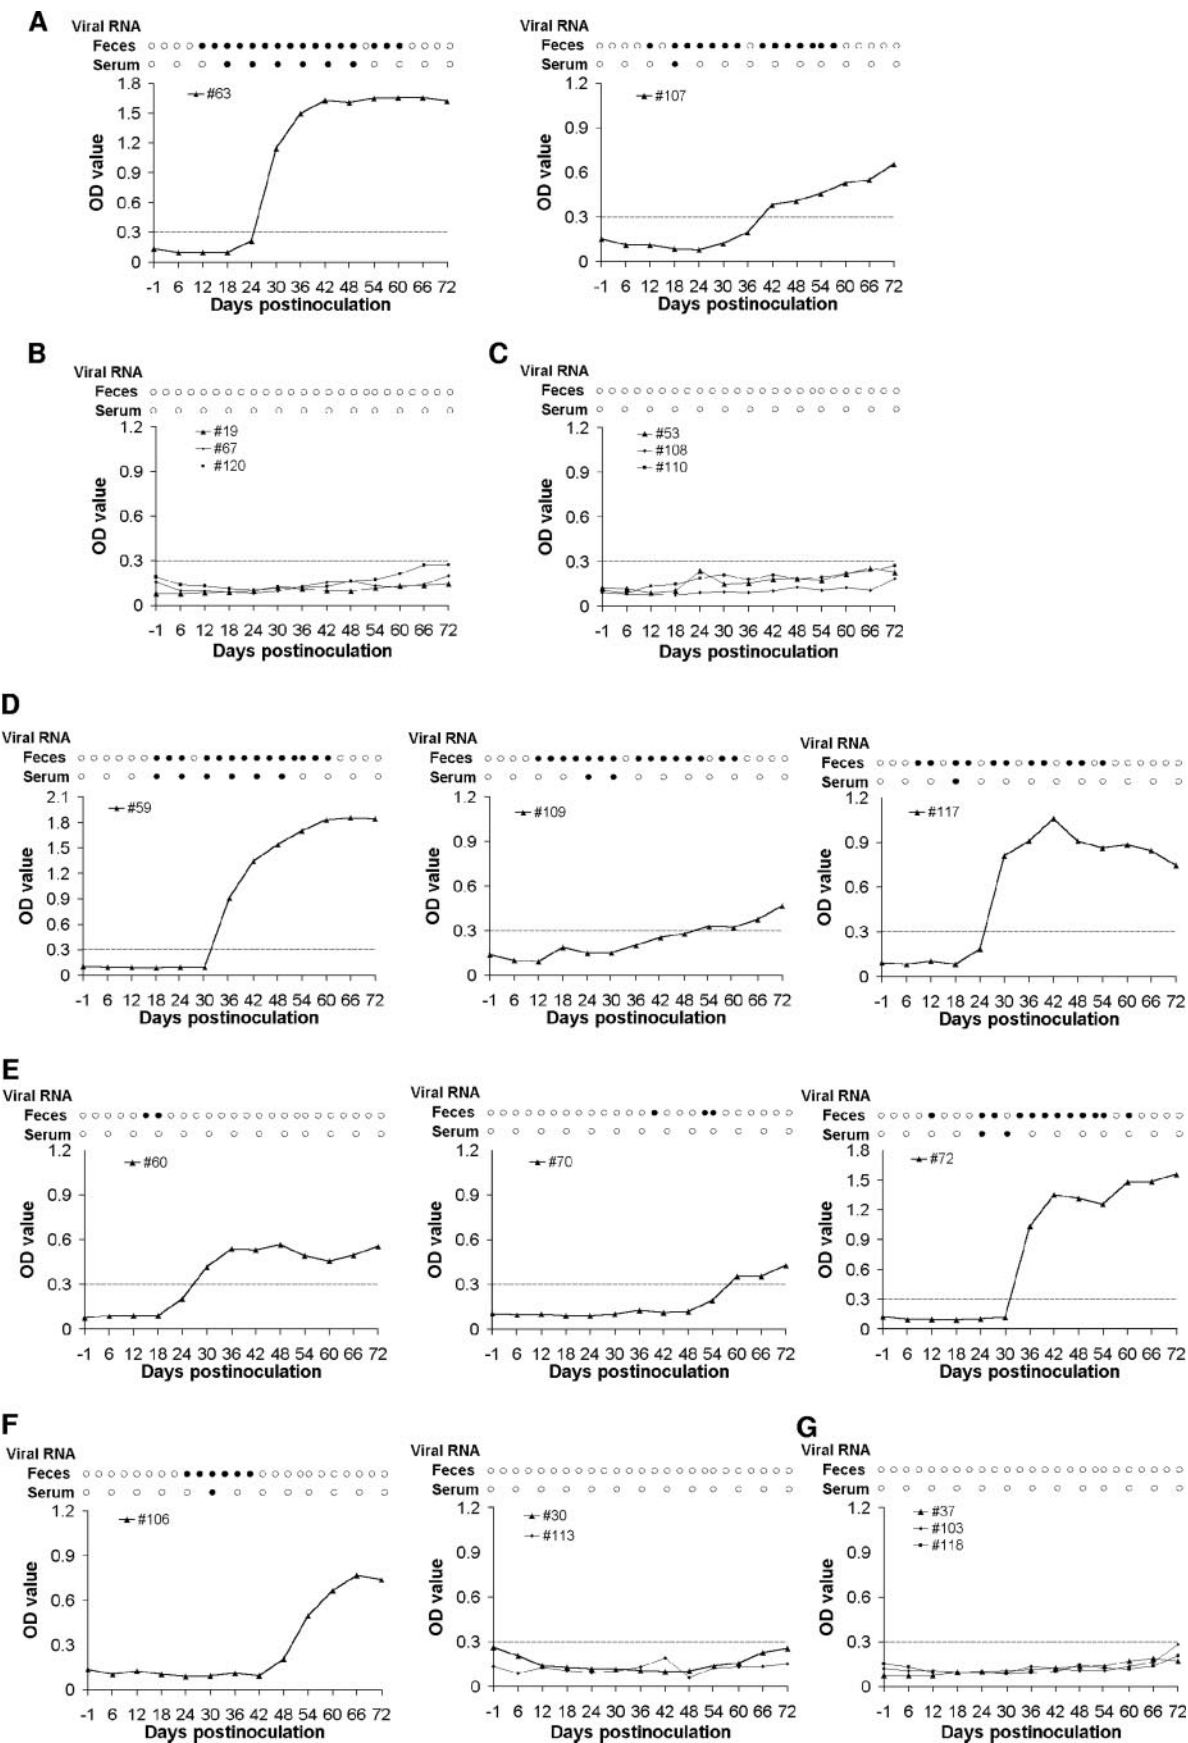 A
Viral RNA
Feces
Serum
1.8
1.5
1.2
0.9
0.6
0.3
0
OD value
#63
-1 6 12 18 24 30 36 42 48 54 60 66 72
Days postinoculation
Viral RNA
Feces
Serum
1.2
0.9
0.6
0.3
0
OD value
#107
-1 6 12 18 24 30 36 42 48 54 60 66 72
Days postinoculation
B
Viral RNA
Feces
Serum
1.2
0.9
0.6
0.3
0
OD value
#19
#67
#120
-1 6 12 18 24 30 36 42 48 54 60 66 72
Days postinoculation
C
Viral RNA
Feces
Serum
1.2
0.9
0.6
0.3
0
OD value
#53
#108
#110
-1 6 12 18 24 30 36 42 48 54 60 66 72
Days postinoculation
D
Viral RNA
Feces
Serum
2.1
1.8
1.5
1.2
0.9
0.6
0.3
0
OD value
#59
-1 6 12 18 24 30 36 42 48 54 60 66 72
Days postinoculation
Viral RNA
Feces
Serum
1.2
0.9
0.6
0.3
0
OD value
#109
-1 6 12 18 24 30 36 42 48 54 60 66 72
Days postinoculation
Viral RNA
Feces
Serum
1.2
0.9
0.6
0.3
0
OD value
#117
-1 6 12 18 24 30 36 42 48 54 60 66 72
Days postinoculation
E
Viral RNA
Feces
Serum
1.2
0.9
0.6
0.3
0
OD value
#60
-1 6 12 18 24 30 36 42 48 54 60 66 72
Days postinoculation
Viral RNA
Feces
Serum
1.2
0.9
0.6
0.3
0
OD value
#70
-1 6 12 18 24 30 36 42 48 54 60 66 72
Days postinoculation
Viral RNA
Feces
Serum
1.8
1.5
1.2
0.9
0.6
0.3
0
OD value
#72
-1 6 12 18 24 30 36 42 48 54 60 66 72
Days postinoculation
F
Viral RNA
Feces
Serum
1.2
0.9
0.6
0.3
0
OD value
#106
-1 6 12 18 24 30 36 42 48 54 60 66 72
Days postinoculation
Viral RNA
Feces
Serum
1.2
0.9
0.6
0.3
0
OD value
#30
#113
-1 6 12 18 24 30 36 42 48 54 60 66 72
Days postinoculation
G
Viral RNA
Feces
Serum
1.2
0.9
0.6
0.3
0
OD value
#37
#103
#118
-1 6 12 18 24 30 36 42 48 54 60 66 72
Days postinoculation